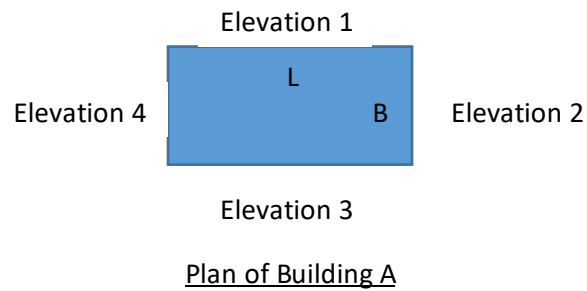 Elevation 1
L
Elevation 4
B
Elevation 2
Elevation 3
Plan of Building A